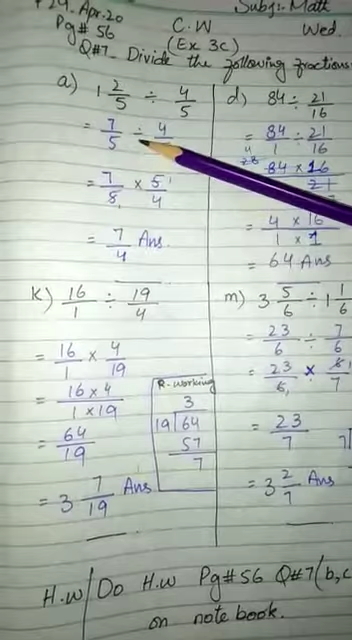 29. Apr. 20
Subj:- Math
Pg # 56 C.W Wed.
(Ex 3c)
Q#7. Divide the following fractions
a) 1 2/5 ÷ 4/5
= 7/5 ÷ 4
= 7/5 × 5/4
= 7/4 Ans.
d) 84 ÷ 21/16
= 84/1 ÷ 21/16
84 × 16
21
= 4 × 16 / 1 × 1
= 64 Ans
k) 16/1 ÷ 19/4
= 16/1 × 4/19
= 16 × 4 / 1 × 19
= 64/19
= 3 7/19 Ans
R-working
3
19 64
57
7
m) 3 5/6 ÷ 1 1/6
= 23/6 ÷ 7/6
= 23/6 × 6/7
= 23/7
= 3 2/7 Ans
H.w/ Do H.w Pg # 56 Q#7(b,c
on note book.